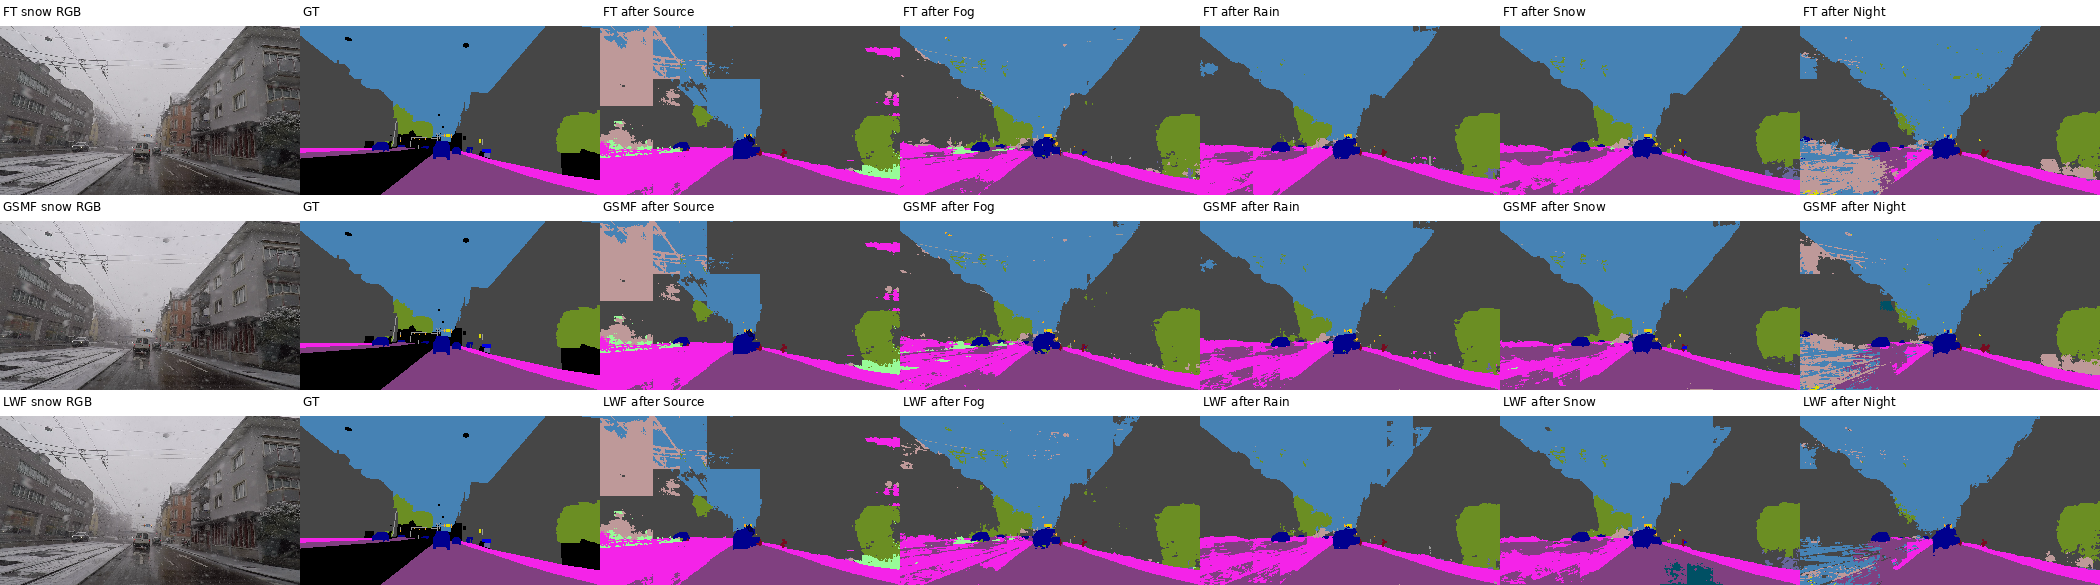 FT snow RGB GT FT after Source FT after Fog FT after Rain FT after Snow FT after Night
GSMF snow RGB GT GSMF after Source GSMF after Fog GSMF after Rain GSMF after Snow GSMF after Night
LWF snow RGB GT LWF after Source LWF after Fog LWF after Rain LWF after Snow LWF after Night